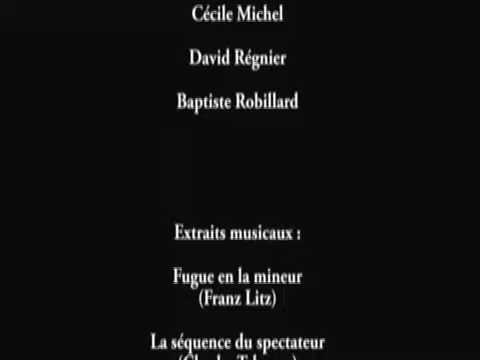 Cécile Michel
David Régnier
Baptiste Robillard
Extraits musicaux :
Fugue en la mineur
(Franz Litz)
La séquence du spectateur